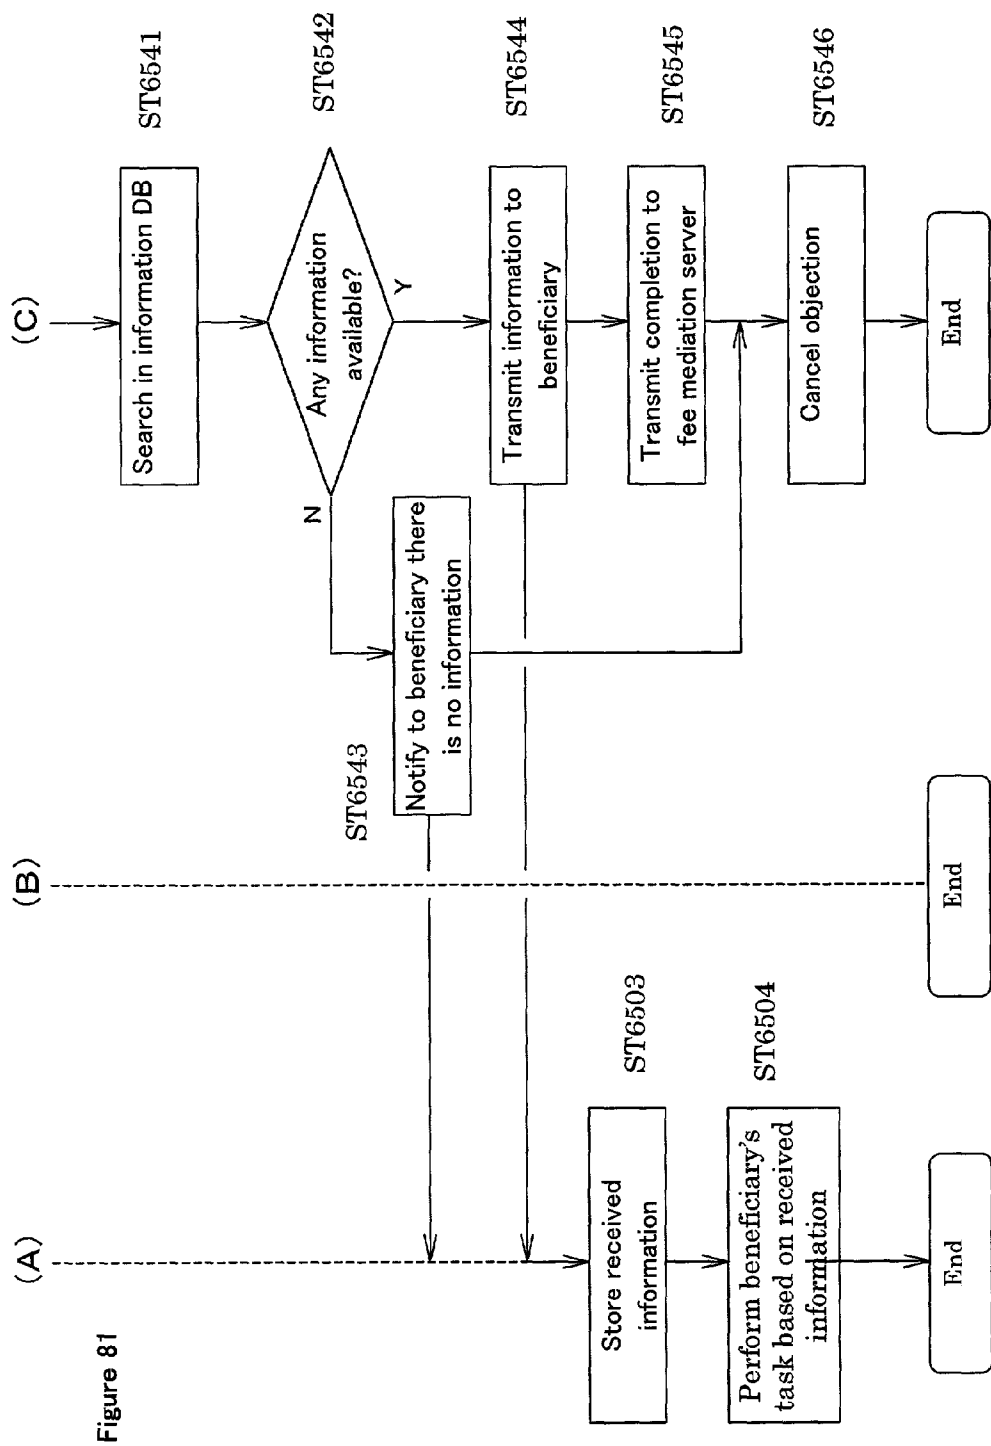 Figure 81
(A)
(B)
(C)
Search in information DB
ST6541
Any information
available?
ST6542
N
Y
ST6543
Notify to beneficiary there
is no information
Transmit information to
beneficiary
ST6544
Store received
information
ST6503
Transmit completion to
fee mediation server
ST6545
Perform beneficiary's
task based on received
information
ST6504
Cancel objection
ST6546
End
End
End